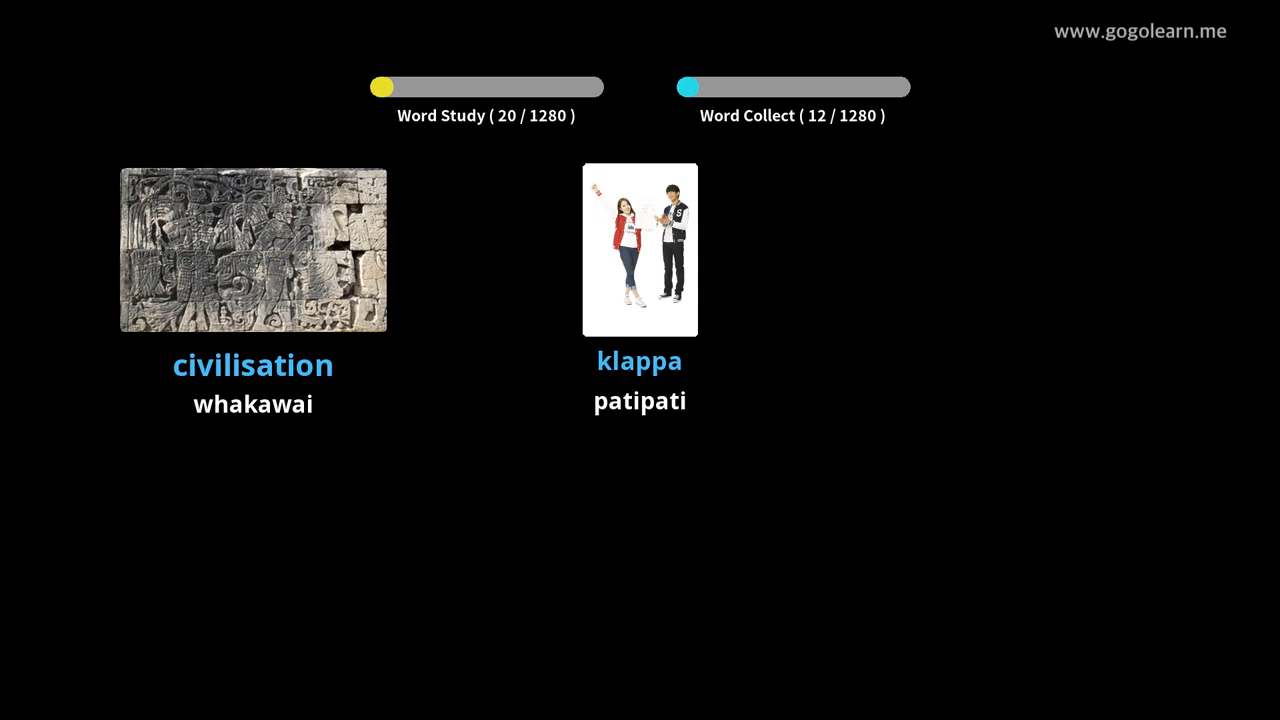 www.gogolearn.me
Word Study ( 20 / 1280 )
Word Collect ( 12 / 1280 )
civilisation
whakawai
klappa
patipati